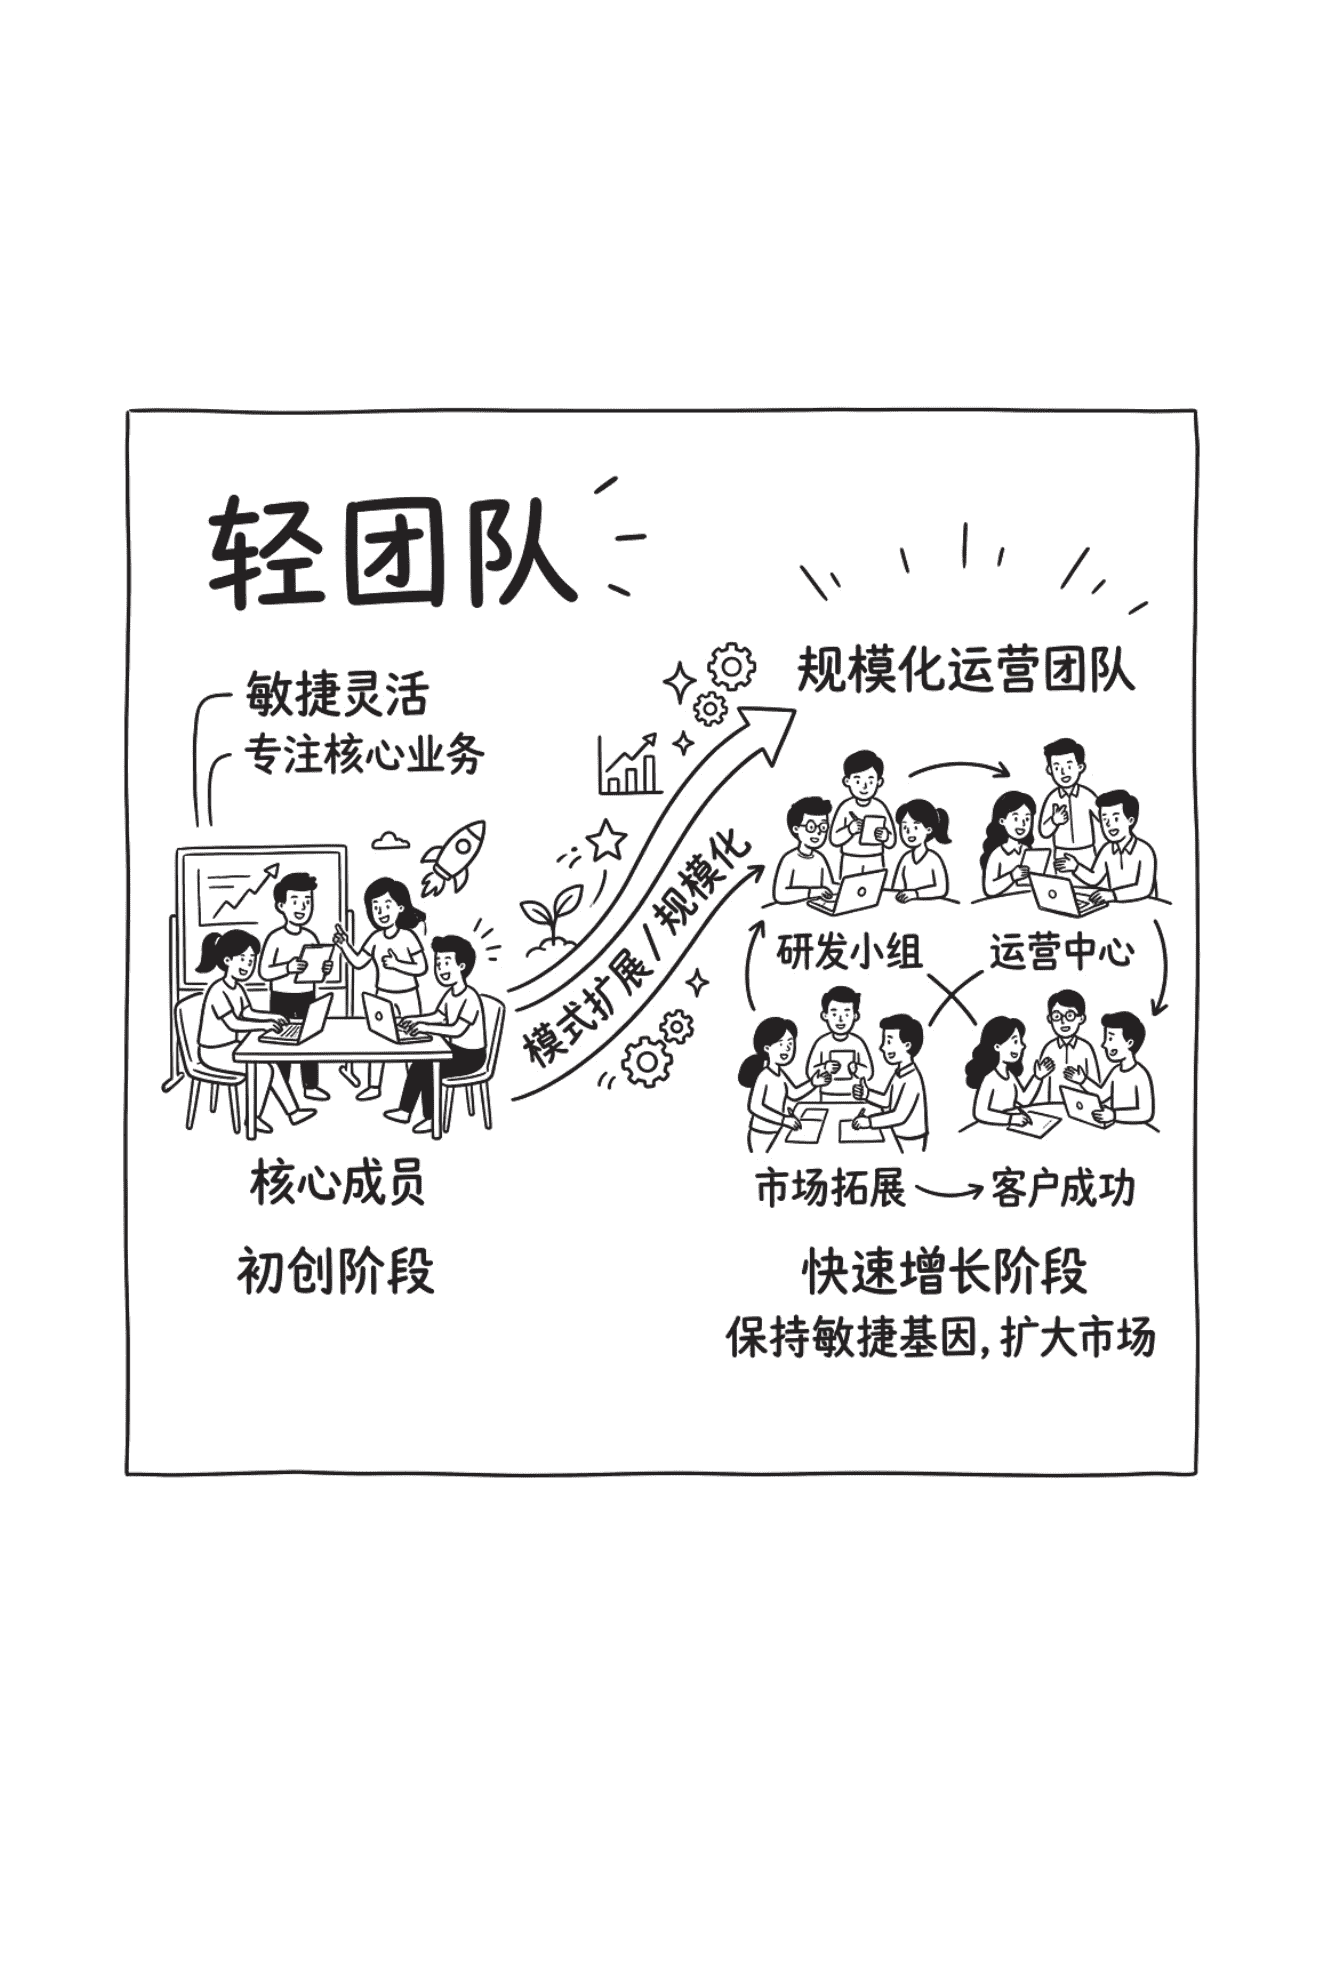 轻团队
敏捷灵活
专注核心业务
核心成员
初创阶段
模式扩展/规模化
规模化运营团队
研发小组
运营中心
市场拓展
客户成功
快速增长阶段
保持敏捷基因,扩大市场